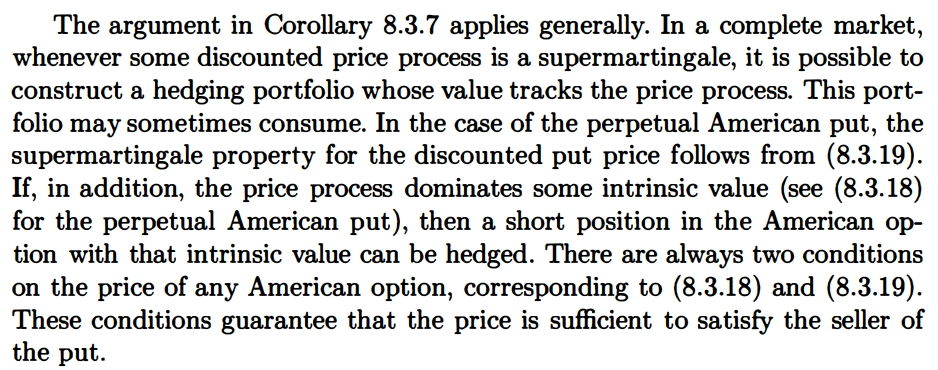 The argument in Corollary 8.3.7 applies generally. In a complete market,
whenever some discounted price process is a supermartingale, it is possible to
construct a hedging portfolio whose value tracks the price process. This port-
folio may sometimes consume. In the case of the perpetual American put, the
supermartingale property for the discounted put price follows from (8.3.19).
If, in addition, the price process dominates some intrinsic value (see (8.3.18)
for the perpetual American put), then a short position in the American op-
tion with that intrinsic value can be hedged. There are always two conditions
on the price of any American option, corresponding to (8.3.18) and (8.3.19).
These conditions guarantee that the price is sufficient to satisfy the seller of
the put.